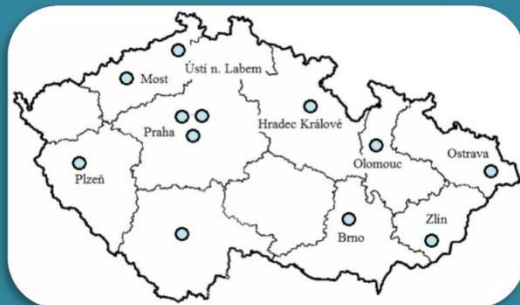 Ústí n. Labem
Most
Praha
Hradec Králové
Plzeň
Olomouc
Ostrava
Zlín
Brno